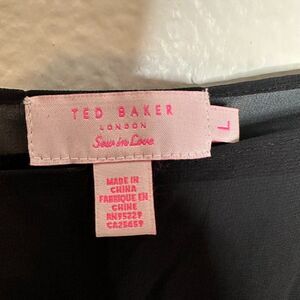 TED BAKER
LONDON
Sew in Love
L
MADE IN
CHINA
FABRIQUE EN
CHINE
RN95229
CA25659